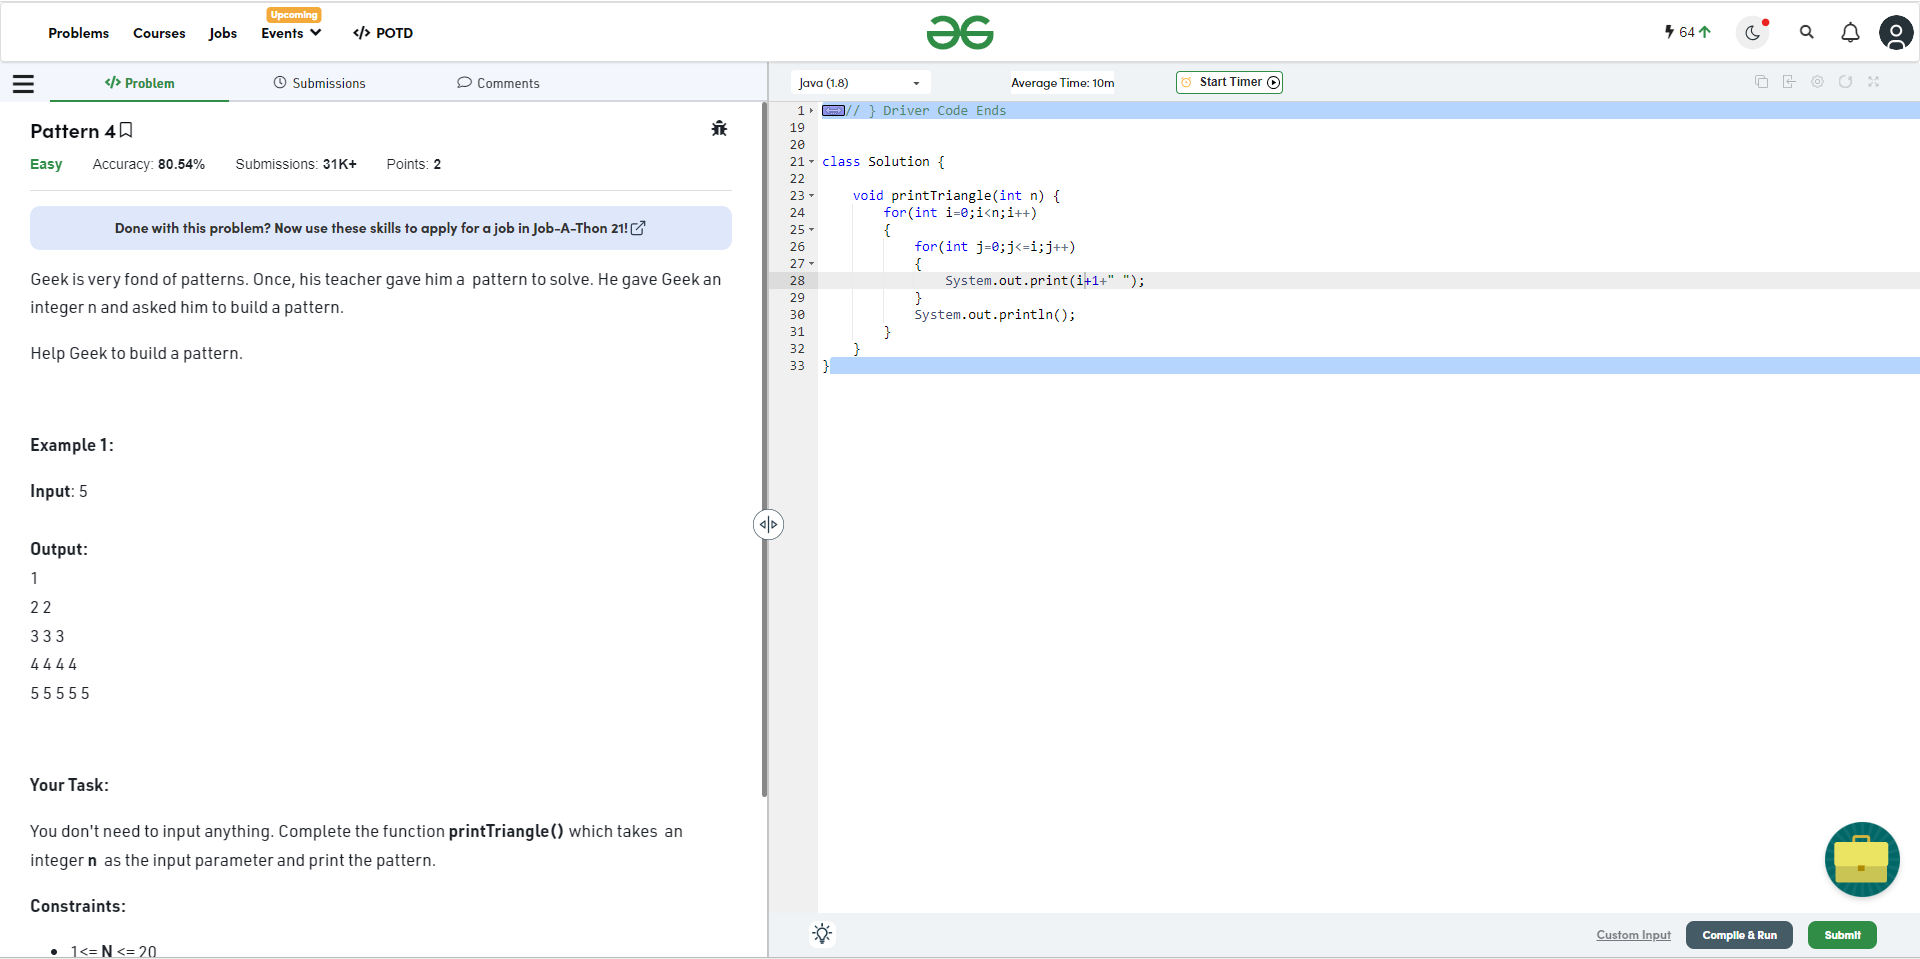 Upcoming
Problems Courses Jobs Events </> POTD
64
</> Problem Submissions Comments
Java (1.8) Average Time: 10m Start Timer
Pattern 4
Easy Accuracy: 80.54% Submissions: 31K+ Points: 2
Done with this problem? Now use these skills to apply for a job in Job-A-Thon 21!
Geek is very fond of patterns. Once, his teacher gave him a pattern to solve. He gave Geek an
integer n and asked him to build a pattern.
Help Geek to build a pattern.
Example 1:
Input: 5
Output:
1
2 2
3 3 3
4 4 4 4
5 5 5 5 5
Your Task:
You don't need to input anything. Complete the function printTriangle() which takes an
integer n as the input parameter and print the pattern.
Constraints:
• 1<= N <= 20
1 // } Driver Code Ends
19
20
21 class Solution {
22
23 void printTriangle(int n) {
24 for(int i=0;i<n;i++)
25 {
26 for(int j=0;j<=i;j++)
27 {
28 System.out.print(i+1+" ");
29 }
30 System.out.println();
31 }
32 }
33 }
Custom Input Compile & Run Submit